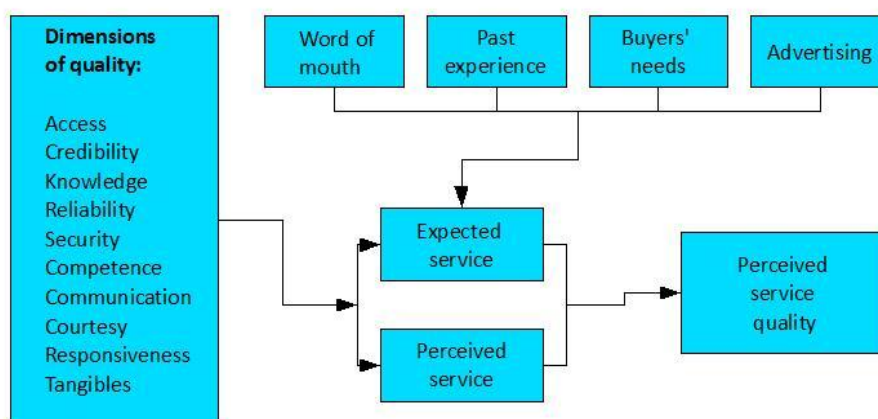 Dimensions
of quality:
Access
Credibility
Knowledge
Reliability
Security
Competence
Communication
Courtesy
Responsiveness
Tangibles
Word of
mouth
Past
experience
Buyers'
needs
Advertising
Expected
service
Perceived
service
Perceived
service
quality